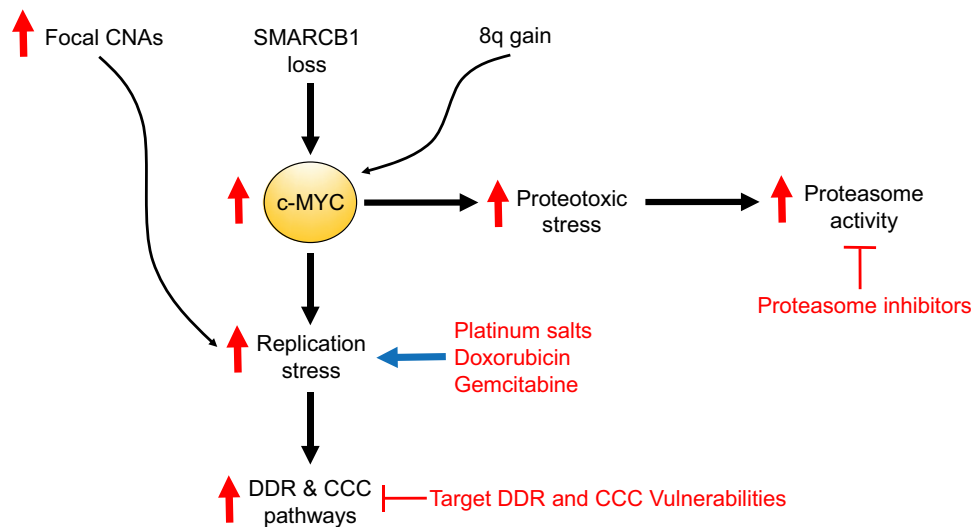 Focal CNAs
SMARCB1
loss
8q gain
c-MYC
Proteotoxic
stress
Proteasome
activity
Proteasome inhibitors
Replication
stress
Platinum salts
Doxorubicin
Gemcitabine
DDR & CCC
pathways
Target DDR and CCC Vulnerabilities